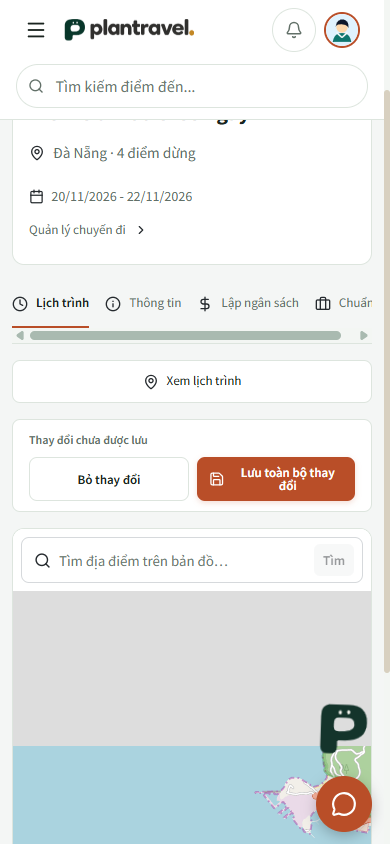 plantravel.
Tìm kiếm điểm đến...
Đà Nẵng · 4 điểm dừng
20/11/2026 - 22/11/2026
Quản lý chuyến đi
Lịch trình
Thông tin
Lập ngân sách
Xem lịch trình
Thay đổi chưa được lưu
Bỏ thay đổi
Lưu toàn bộ thay
đổi
Tìm địa điểm trên bản đồ...
Tìm